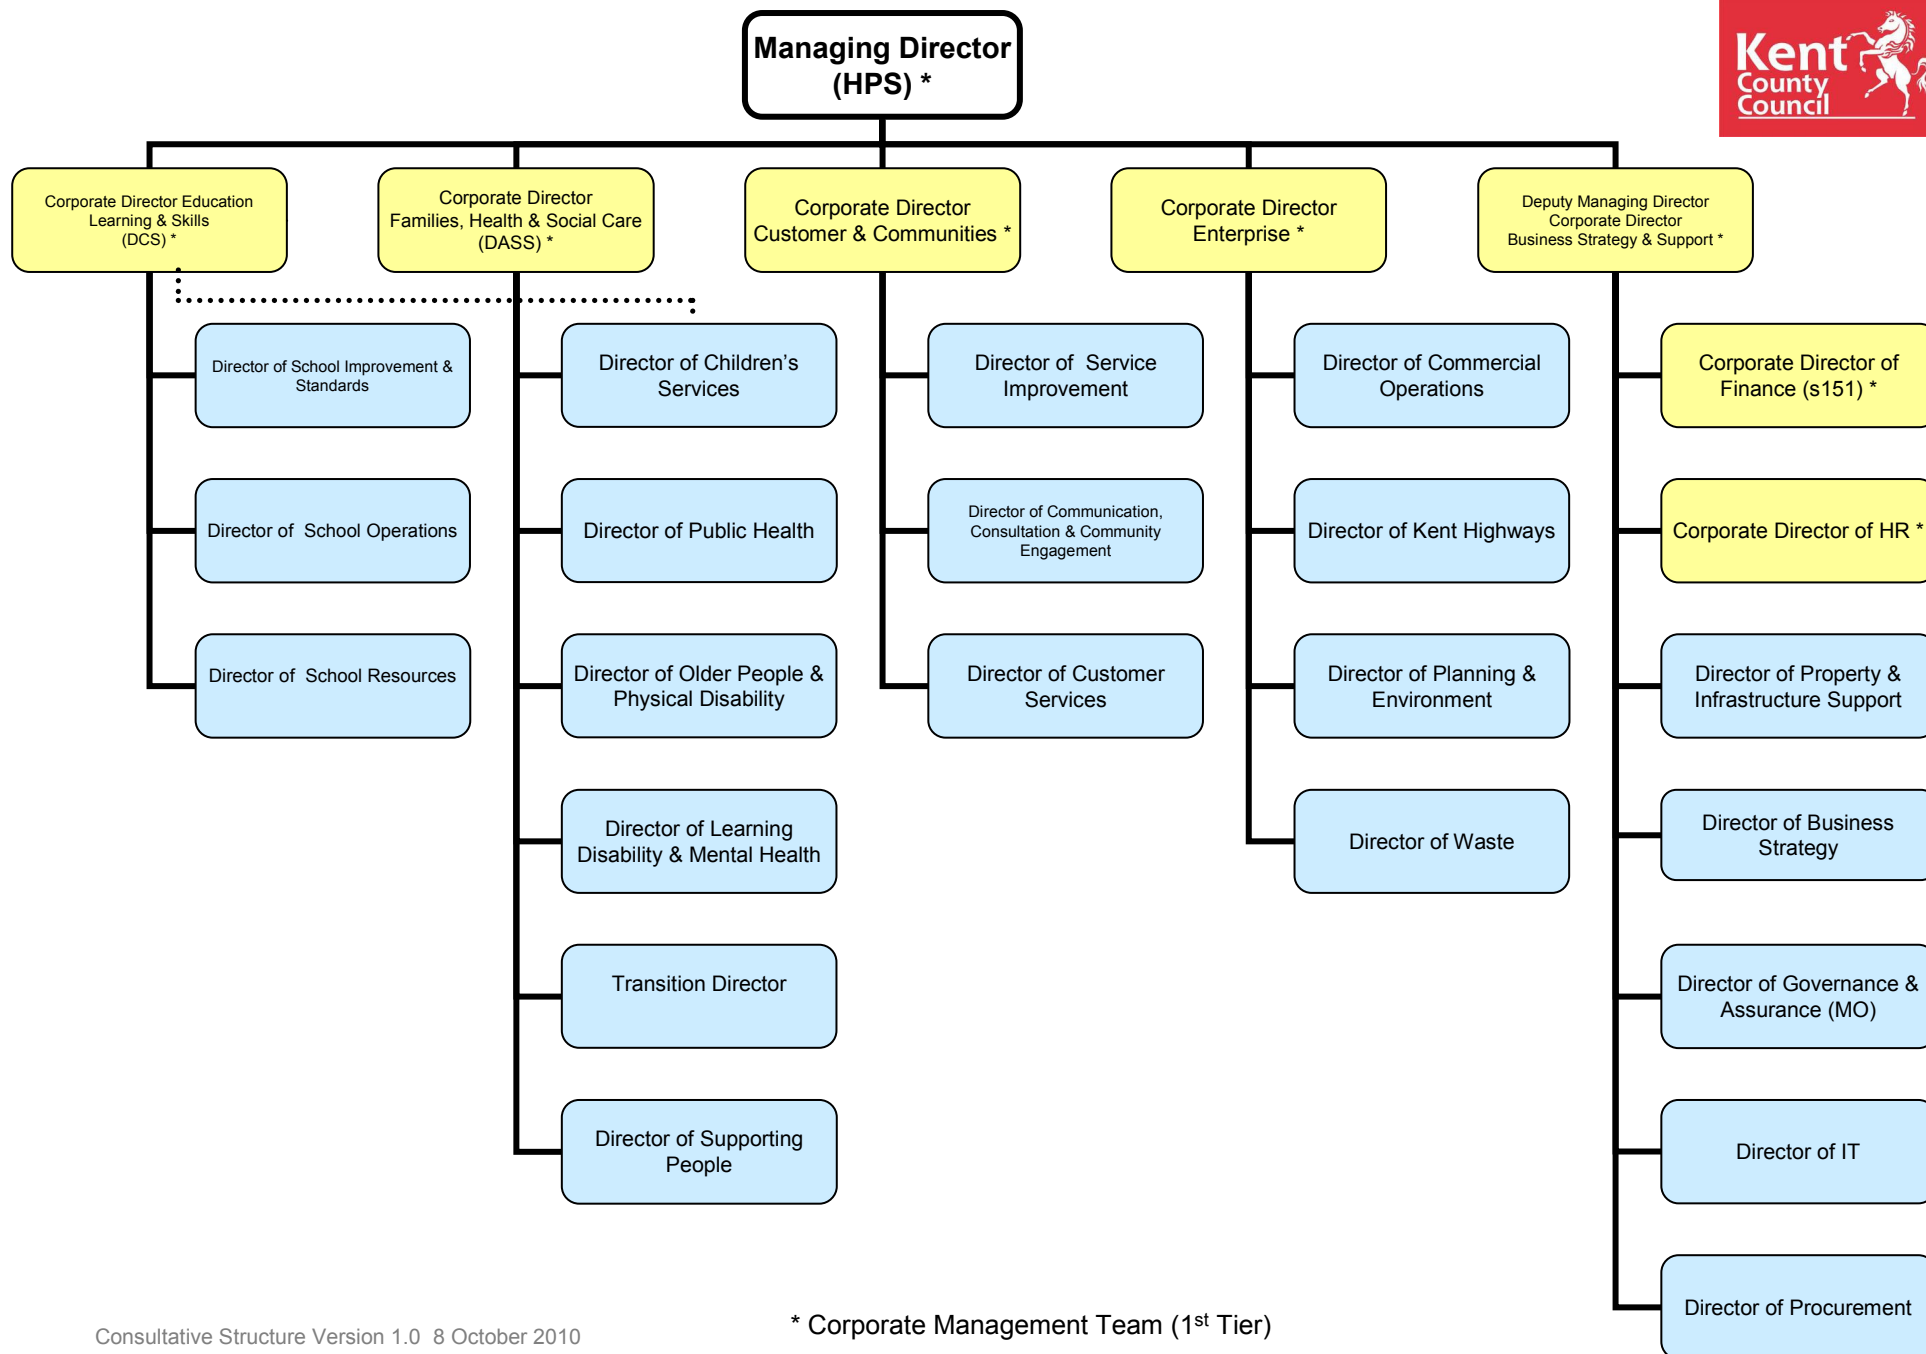 Managing Director
(HPS) *
Kent
County
Council
Corporate Director Education
Learning & Skills
(DCS) *
Corporate Director
Families, Health & Social Care
(DASS) *
Corporate Director
Customer & Communities *
Corporate Director
Enterprise *
Deputy Managing Director
Corporate Director
Business Strategy & Support *
Director of School Improvement &
Standards
Director of School Operations
Director of School Resources
Director of Children's
Services
Director of Public Health
Director of Older People &
Physical Disability
Director of Learning
Disability & Mental Health
Transition Director
Director of Supporting
People
Director of Service
Improvement
Director of Communication,
Consultation & Community
Engagement
Director of Customer
Services
Director of Commercial
Operations
Director of Kent Highways
Director of Planning &
Environment
Director of Waste
Corporate Director of
Finance (s151) *
Corporate Director of HR *
Director of Property &
Infrastructure Support
Director of Business
Strategy
Director of Governance &
Assurance (MO)
Director of IT
Director of Procurement
Consultative Structure Version 1.0 8 October 2010
* Corporate Management Team (1st Tier)